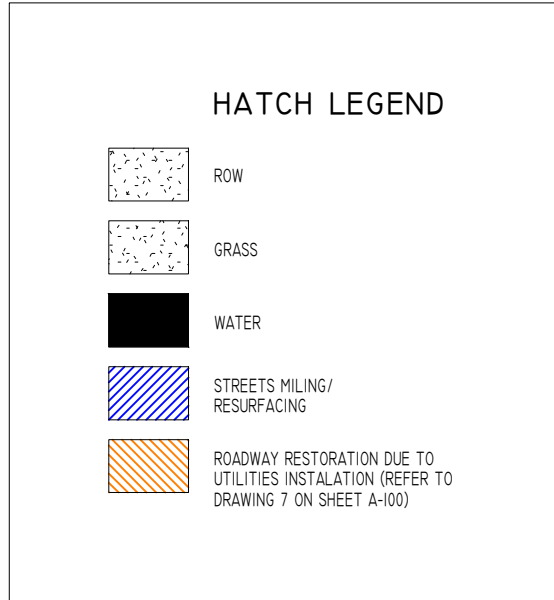 HATCH LEGEND
ROW
GRASS
WATER
STREETS MILING/
RESURFACING
ROADWAY RESTORATION DUE TO
UTILITIES INSTALATION (REFER TO
DRAWING 7 ON SHEET A-100)